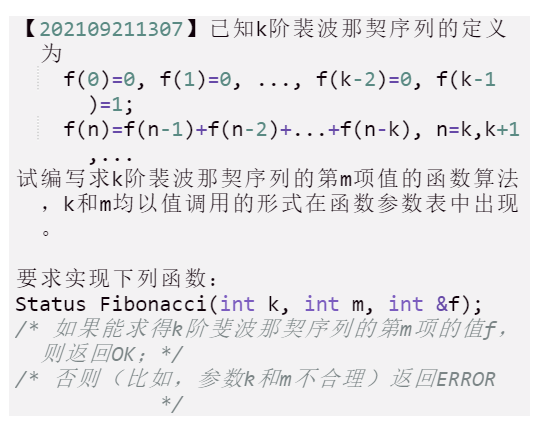 【202109211307】已知k阶裴波那契序列的定义
为
f(0)=0, f(1)=0, ..., f(k-2)=0, f(k-1
)=1;
f(n)=f(n-1)+f(n-2)+...+f(n-k), n=k,k+1
,...
试编写求k阶裴波那契序列的第m项值的函数算法
，k和m均以值调用的形式在函数参数表中出现
。
要求实现下列函数：
Status Fibonacci(int k, int m, int &f);
/* 如果能求得k阶斐波那契序列的第m项的值f，
则返回OK；*/
/* 否则（比如，参数k和m不合理）返回ERROR
*/